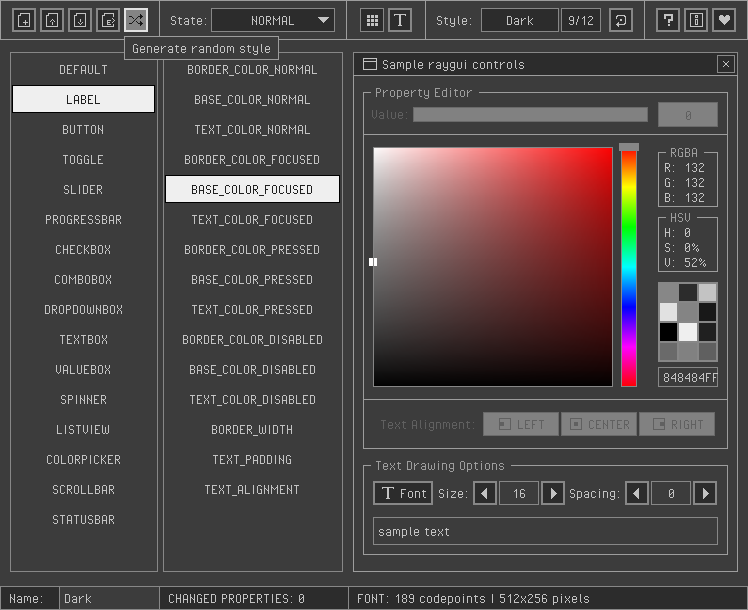 State: NORMAL T Style: Dark 9/12 ?
Generate random style
DEFAULT
LABEL
BUTTON
TOGGLE
SLIDER
PROGRESSBAR
CHECKBOX
COMBOBOX
DROPDOWNBOX
TEXTBOX
VALUEBOX
SPINNER
LISTVIEW
COLORPICKER
SCROLLBAR
STATUSBAR
BORDER_COLOR_NORMAL
BASE_COLOR_NORMAL
TEXT_COLOR_NORMAL
BORDER_COLOR_FOCUSED
BASE_COLOR_FOCUSED
TEXT_COLOR_FOCUSED
BORDER_COLOR_PRESSED
BASE_COLOR_PRESSED
TEXT_COLOR_PRESSED
BORDER_COLOR_DISABLED
BASE_COLOR_DISABLED
TEXT_COLOR_DISABLED
BORDER_WIDTH
TEXT_PADDING
TEXT_ALIGNMENT
Sample raygui controls
Property Editor
Value: 0
RGBA
R: 132
G: 132
B: 132
HSV
H: 0
S: 0%
V: 52%
848484FF
Text Alignment: LEFT CENTER RIGHT
Text Drawing Options
T Font Size: 16 Spacing: 0
sample text
Name: Dark CHANGED PROPERTIES: 0 FONT: 189 codepoints | 512x256 pixels